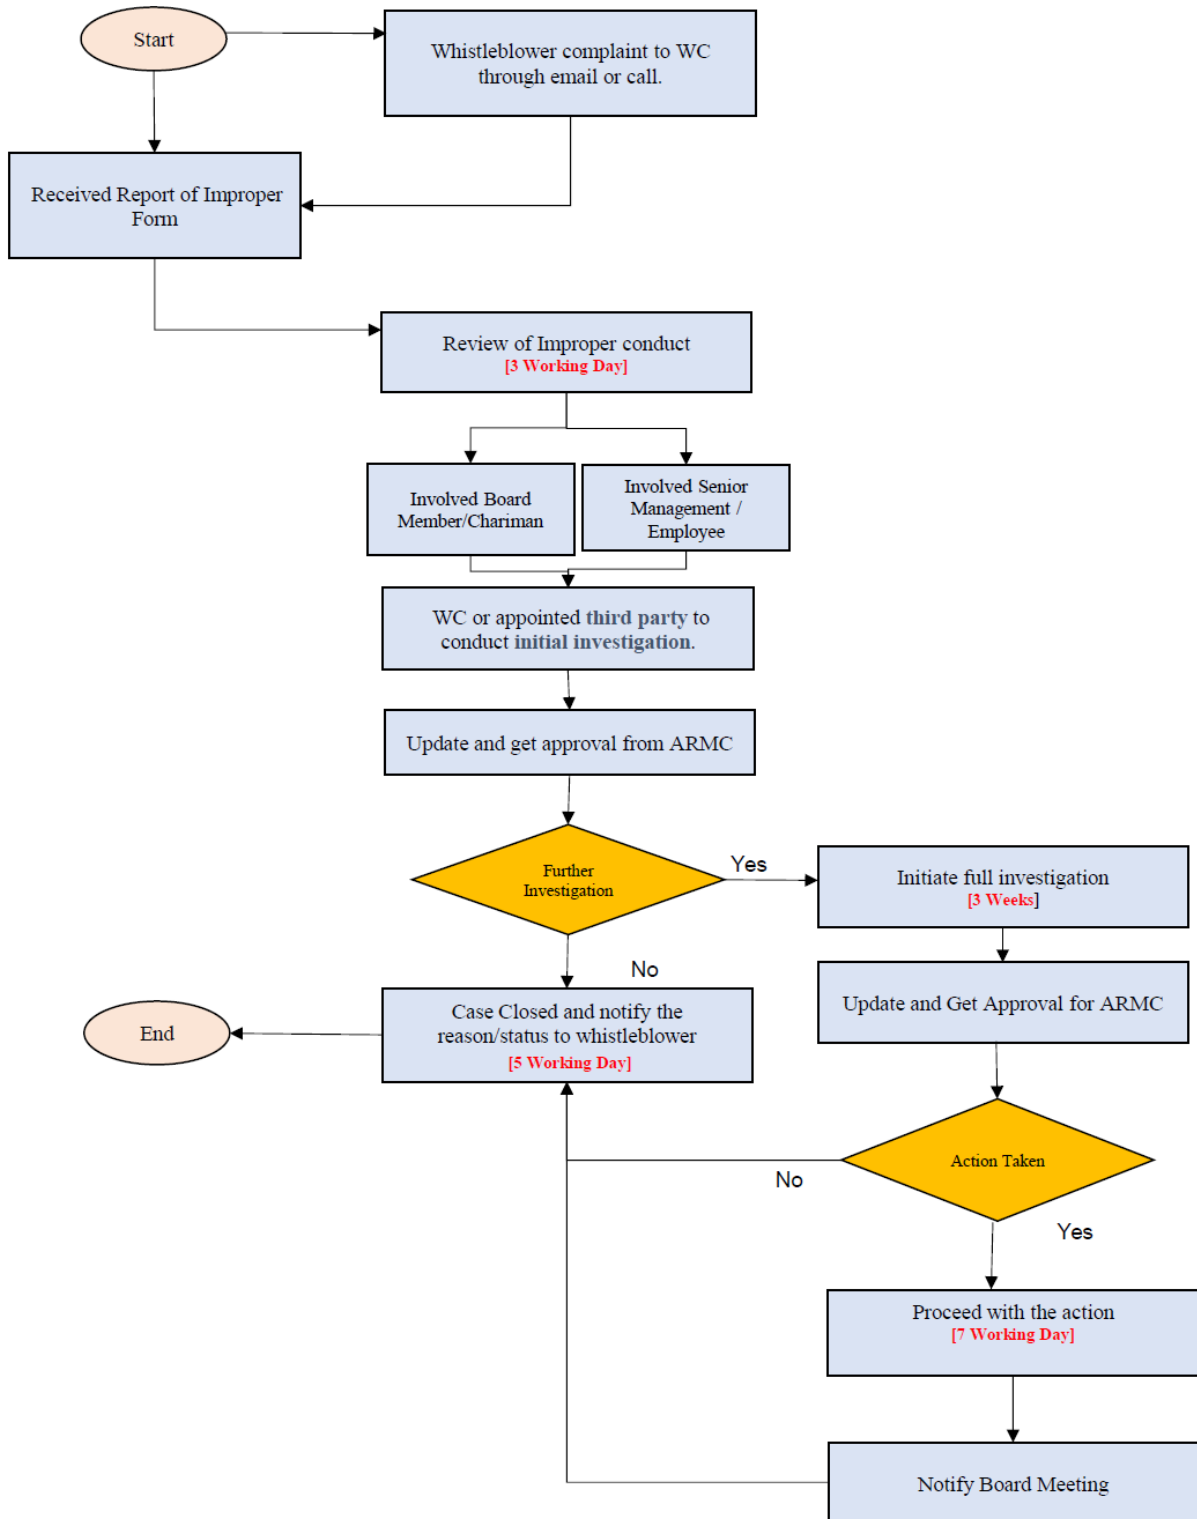 Start
Whistleblower complaint to WC
through email or call.
Received Report of Improper
Form
Review of Improper conduct
[3 Working Day]
Involved Board
Member/Chariman
Involved Senior
Management /
Employee
WC or appointed third party to
conduct initial investigation.
Update and get approval from ARMC
Further
Investigation
Yes
Initiate full investigation
[3 Weeks]
No
Update and Get Approval for ARMC
Case Closed and notify the
reason/status to whistleblower
[5 Working Day]
End
Action Taken
No
Yes
Proceed with the action
[7 Working Day]
Notify Board Meeting